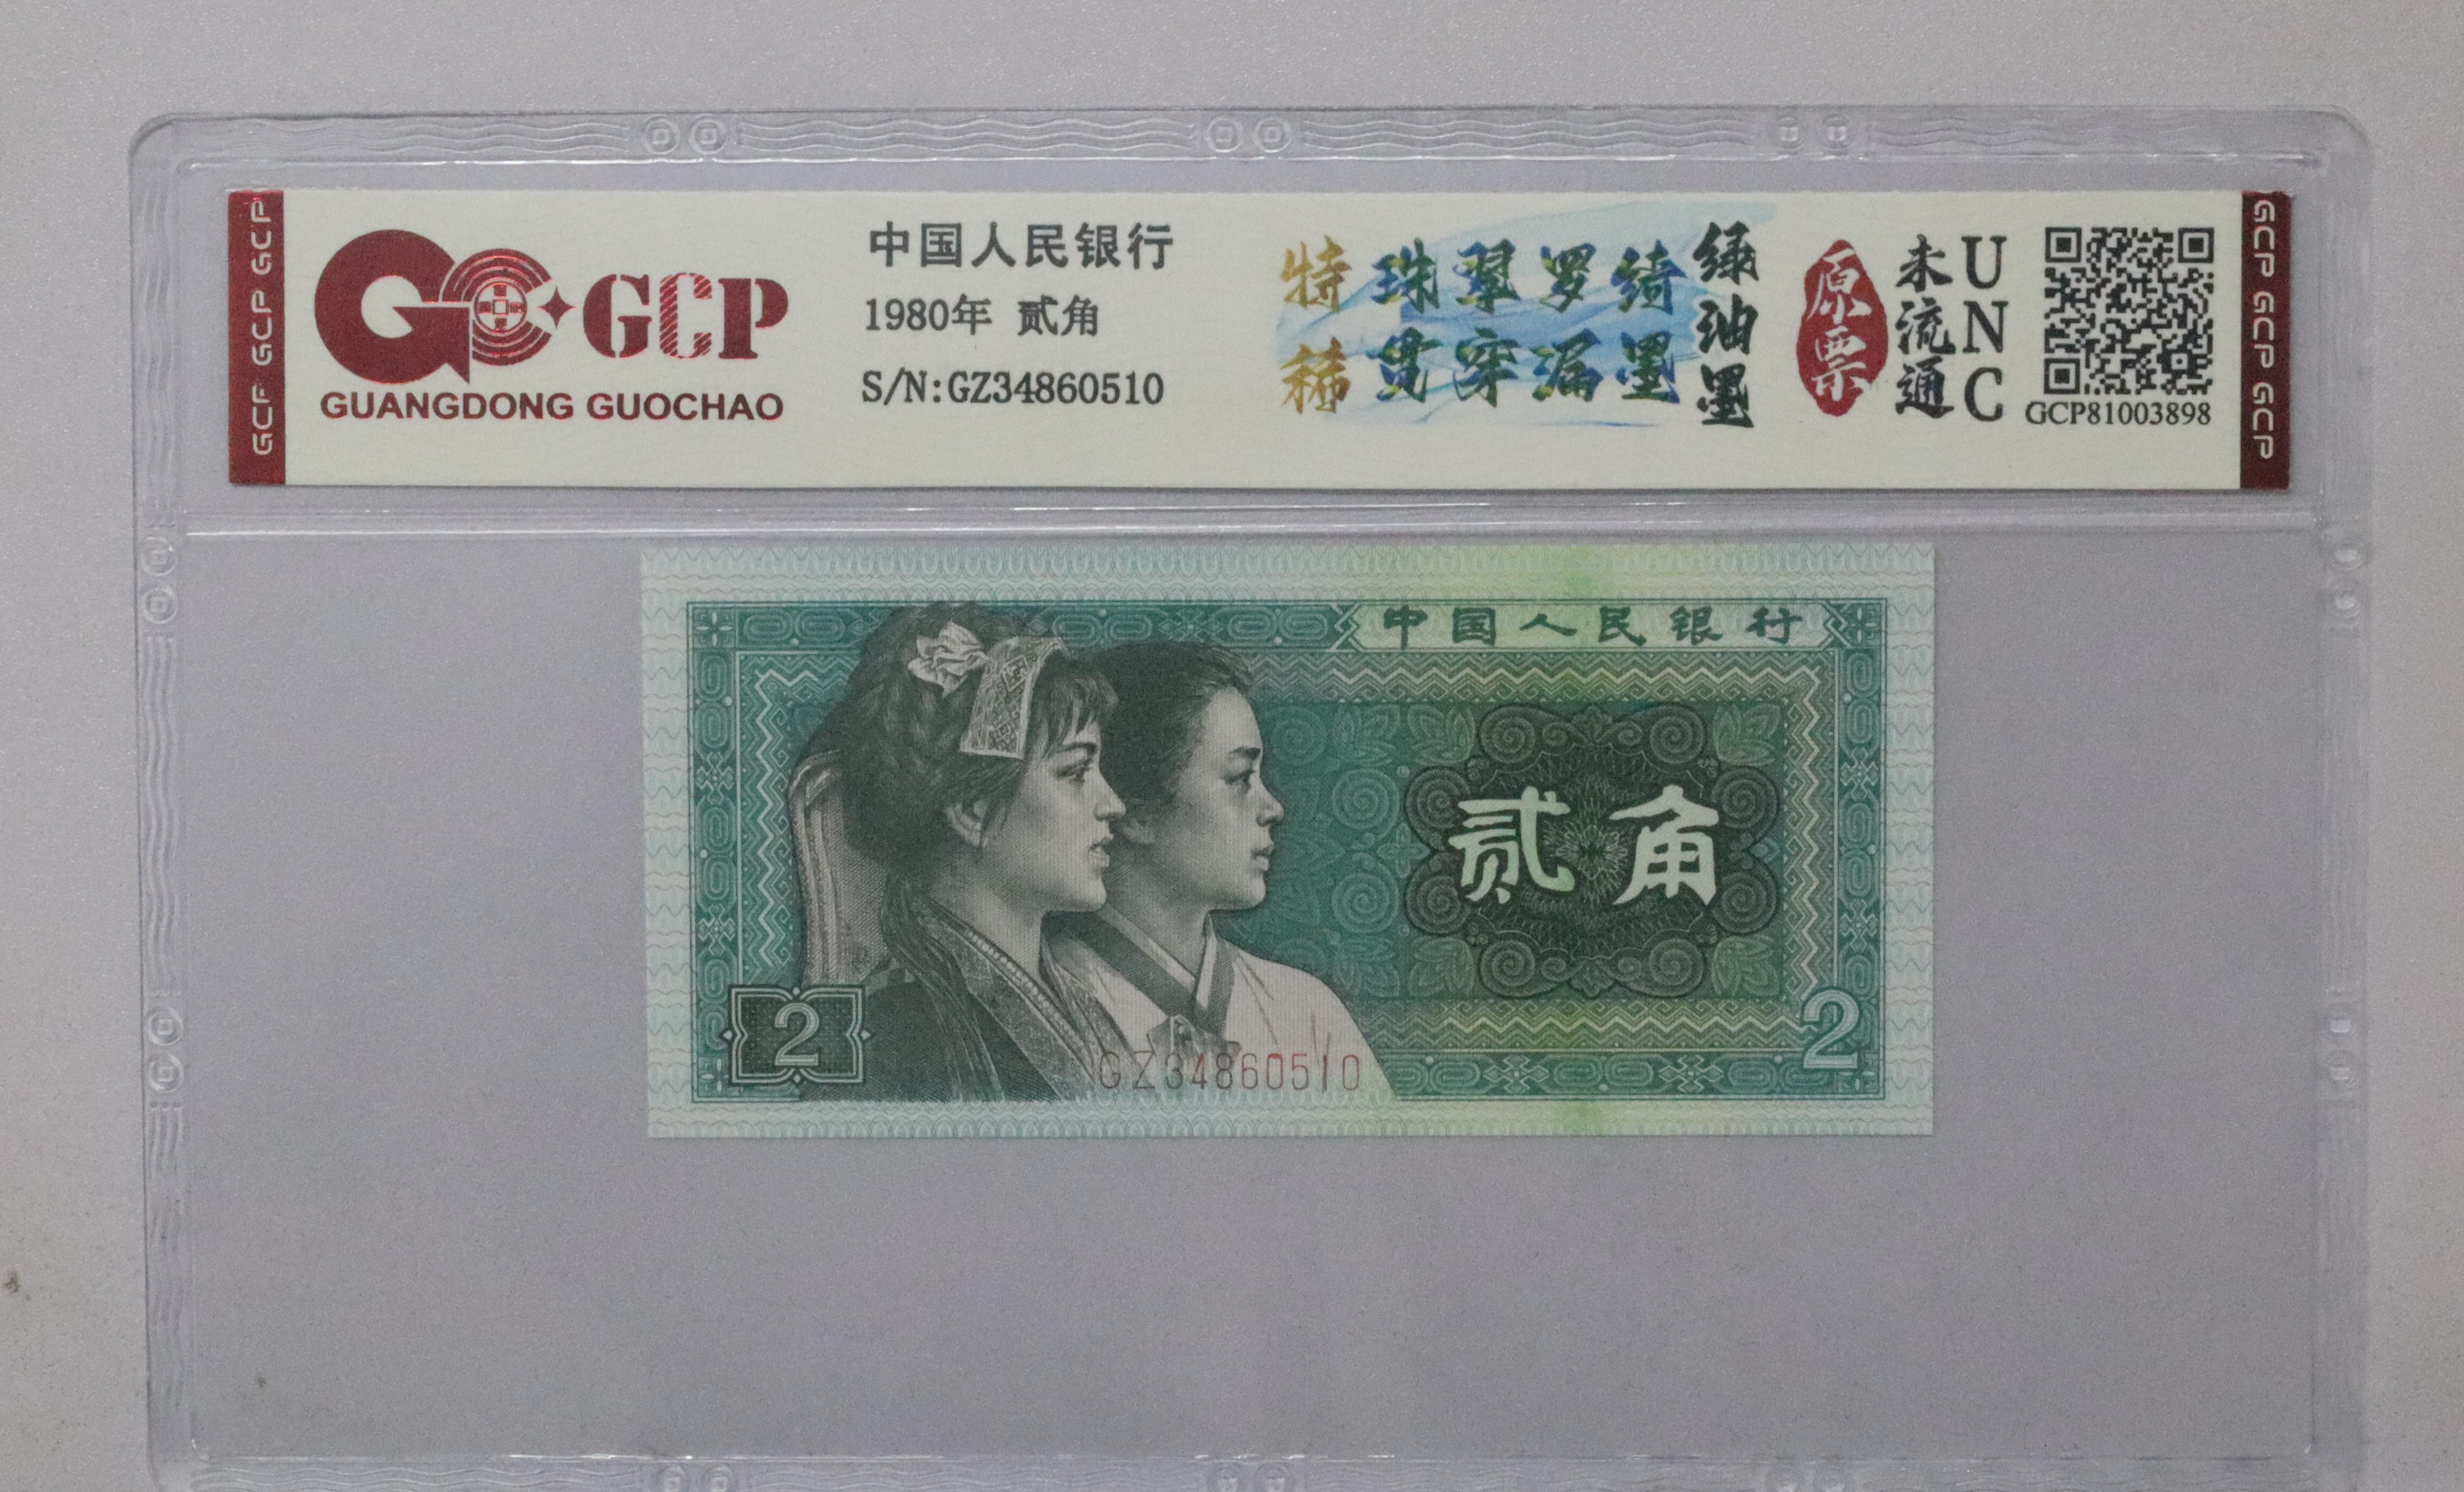 GCP GCP GCP
GCP
GUANGDONG GUOCHAO
中国人民银行
1980年 贰角
S/N:GZ34860510
特稀
珠翠罗绮
贯穿漏墨
绿油墨
原票
未流通
UNC
GCP81003898
GCP GCP GCP
中国人民银行
贰角
2
2
GZ34860510